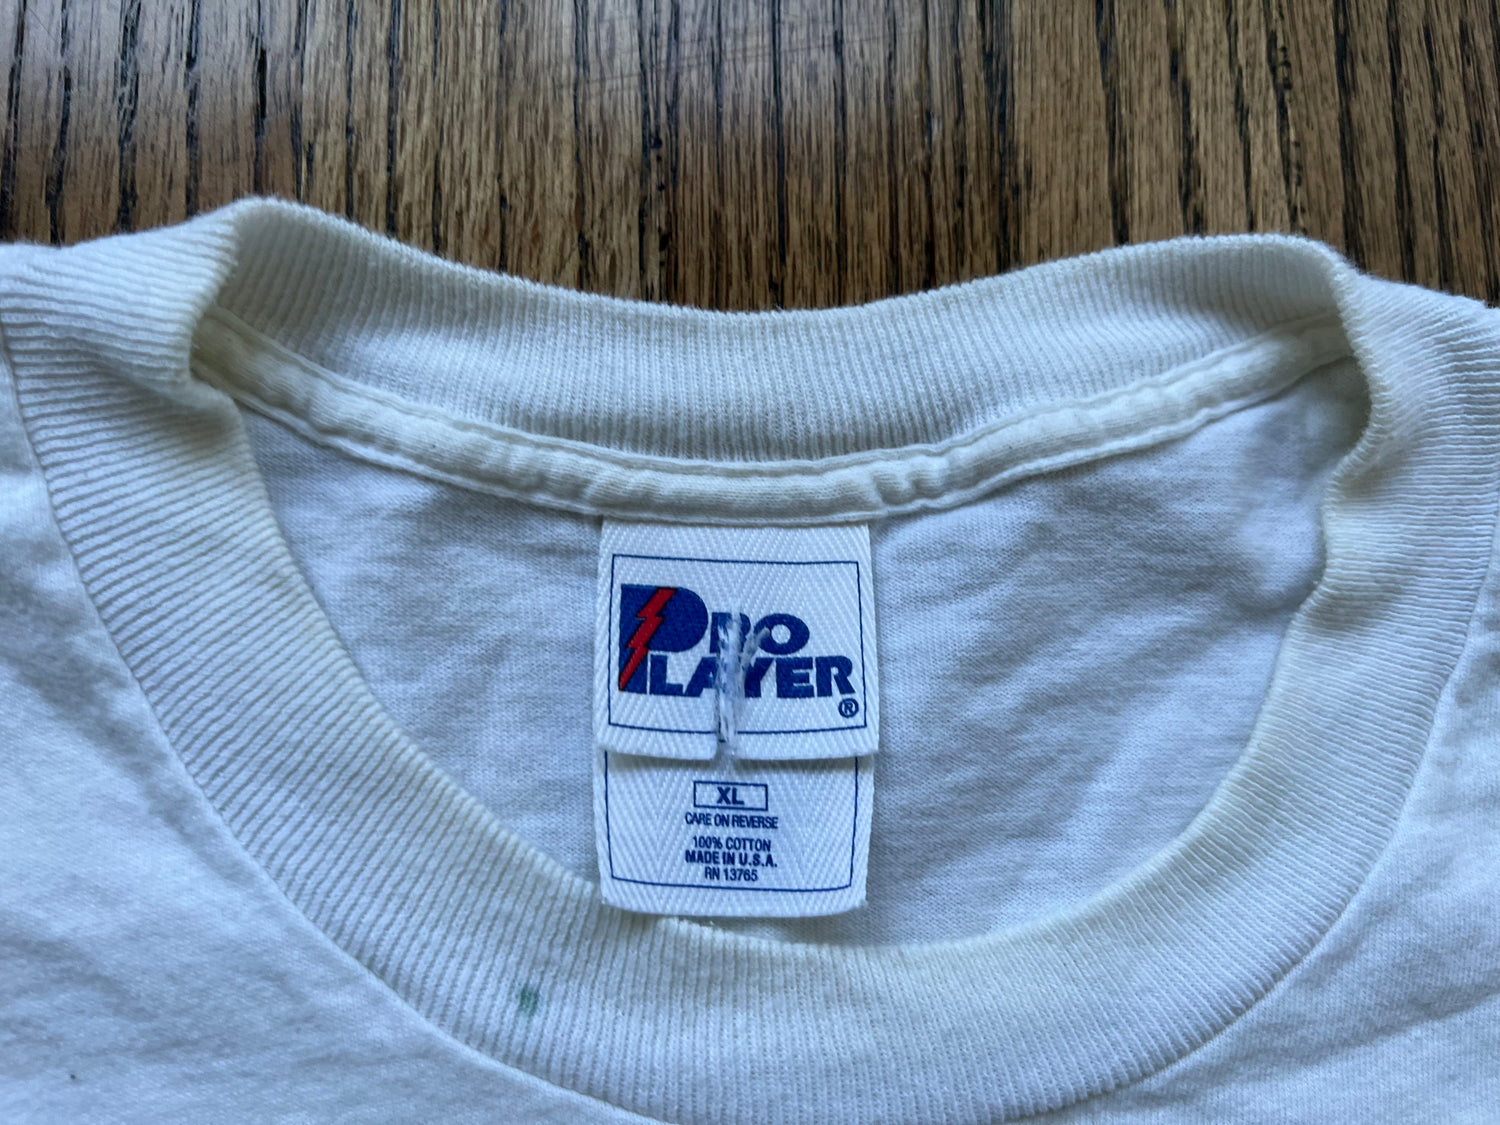 PRO
PLAYER®
XL
CARE ON REVERSE
100% COTTON
MADE IN U.S.A.
RN 13765